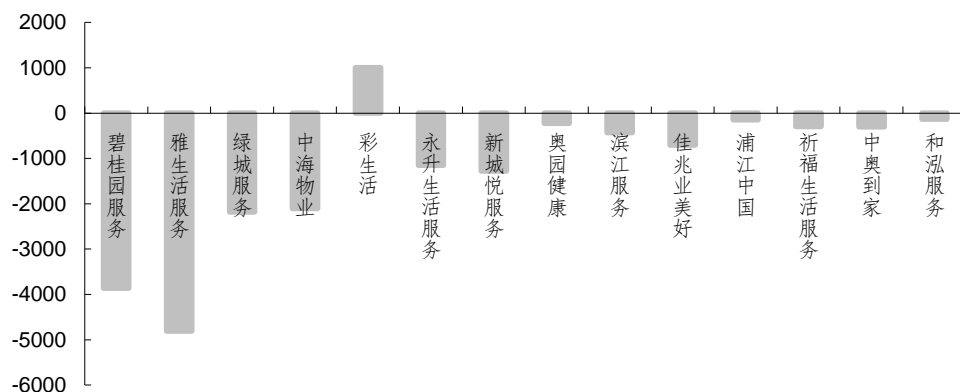 2000
1000
0
-1000
-2000
-3000
-4000
-5000
-6000
碧桂园服务
雅生活服务
绿城服务
中海物业
彩生活
永升生活服务
新城悦服务
奥园健康
滨江服务
佳兆业美好
浦江中国
祈福生活服务
中奥到家
和泓服务